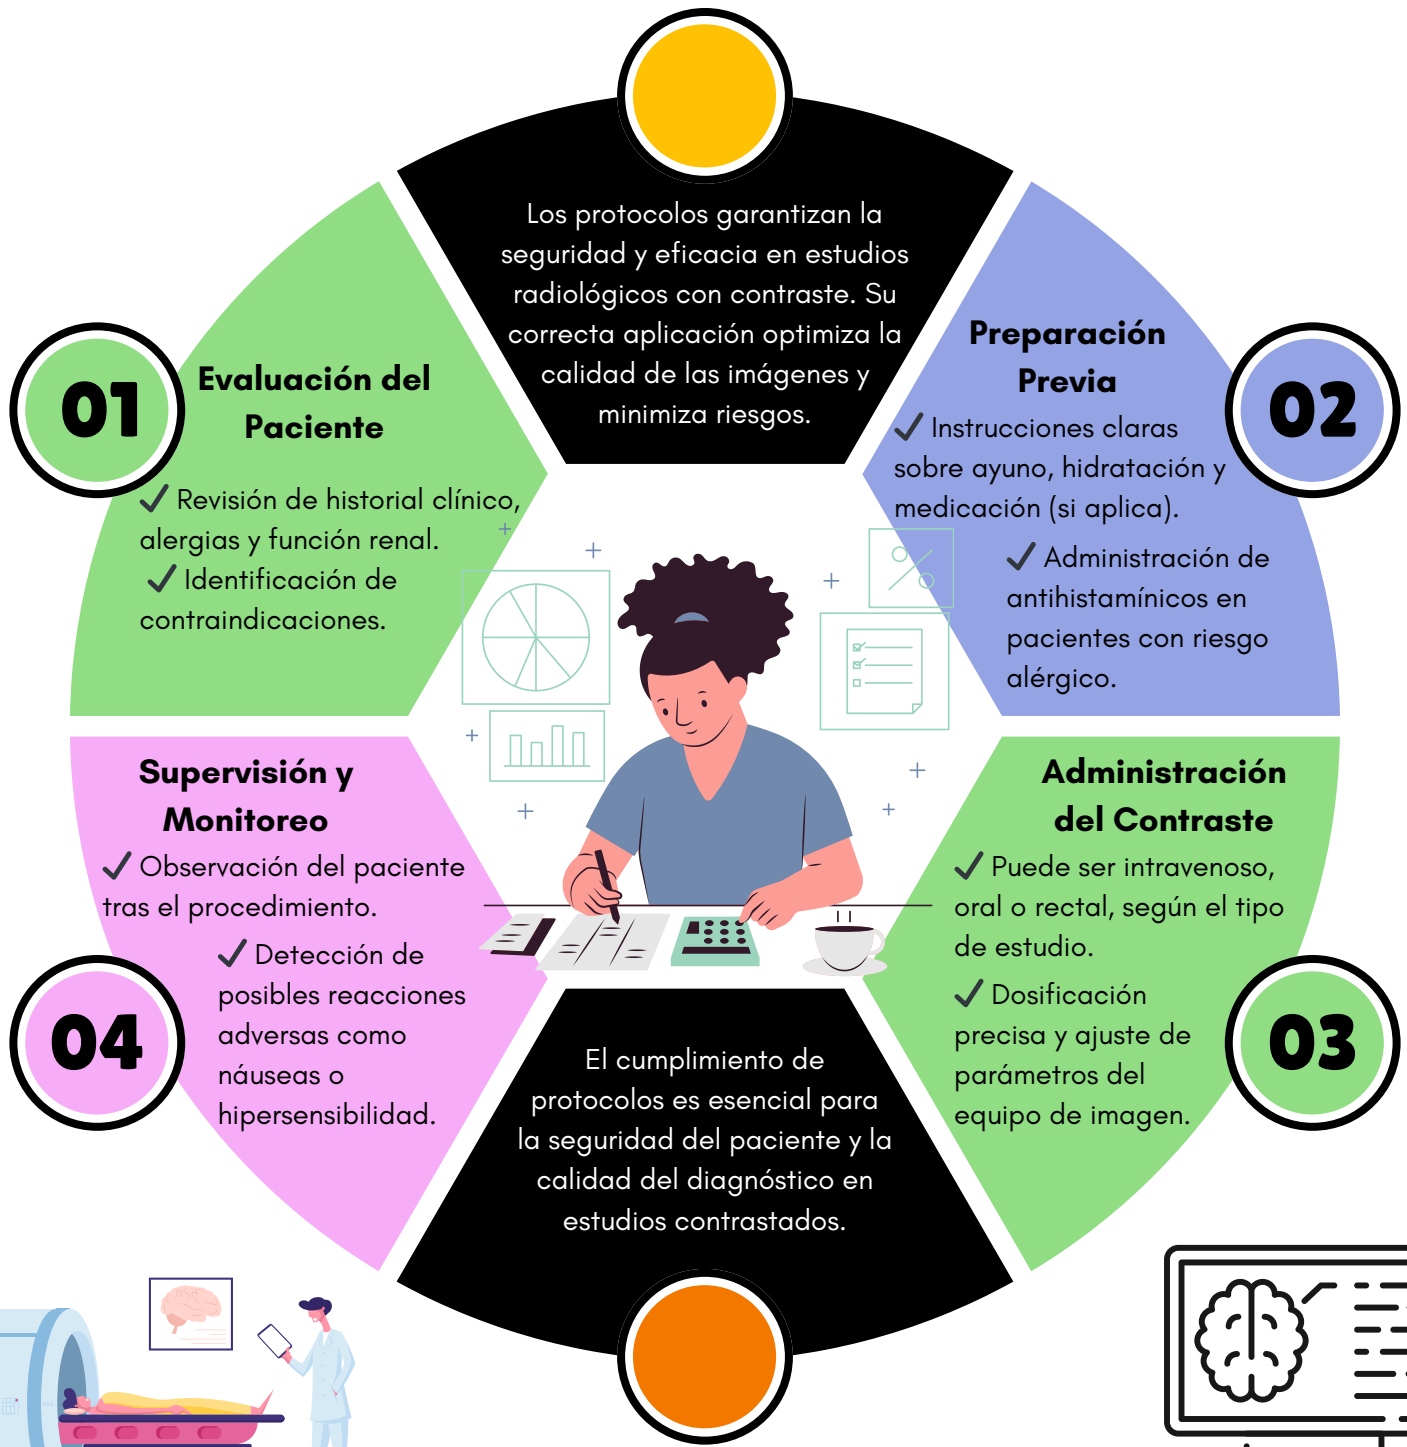 Los protocolos garantizan la
seguridad y eficacia en estudios
radiológicos con contraste. Su
correcta aplicación optimiza la
calidad de las imágenes y
minimiza riesgos.
01
Evaluación del
Paciente
✓ Revisión de historial clínico,
alergias y función renal.
✓ Identificación de
contraindicaciones.
02
Preparación
Previa
✓ Instrucciones claras
sobre ayuno, hidratación y
medicación (si aplica).
✓ Administración de
antihistamínicos en
pacientes con riesgo
alérgico.
%
03
Administración
del Contraste
✓ Puede ser intravenoso,
oral o rectal, según el tipo
de estudio.
✓ Dosificación
precisa y ajuste de
parámetros del
equipo de imagen.
04
Supervisión y
Monitoreo
✓ Observación del paciente
tras el procedimiento.
✓ Detección de
posibles reacciones
adversas como
náuseas o
hipersensibilidad.
El cumplimiento de
protocolos es esencial para
la seguridad del paciente y la
calidad del diagnóstico en
estudios contrastados.